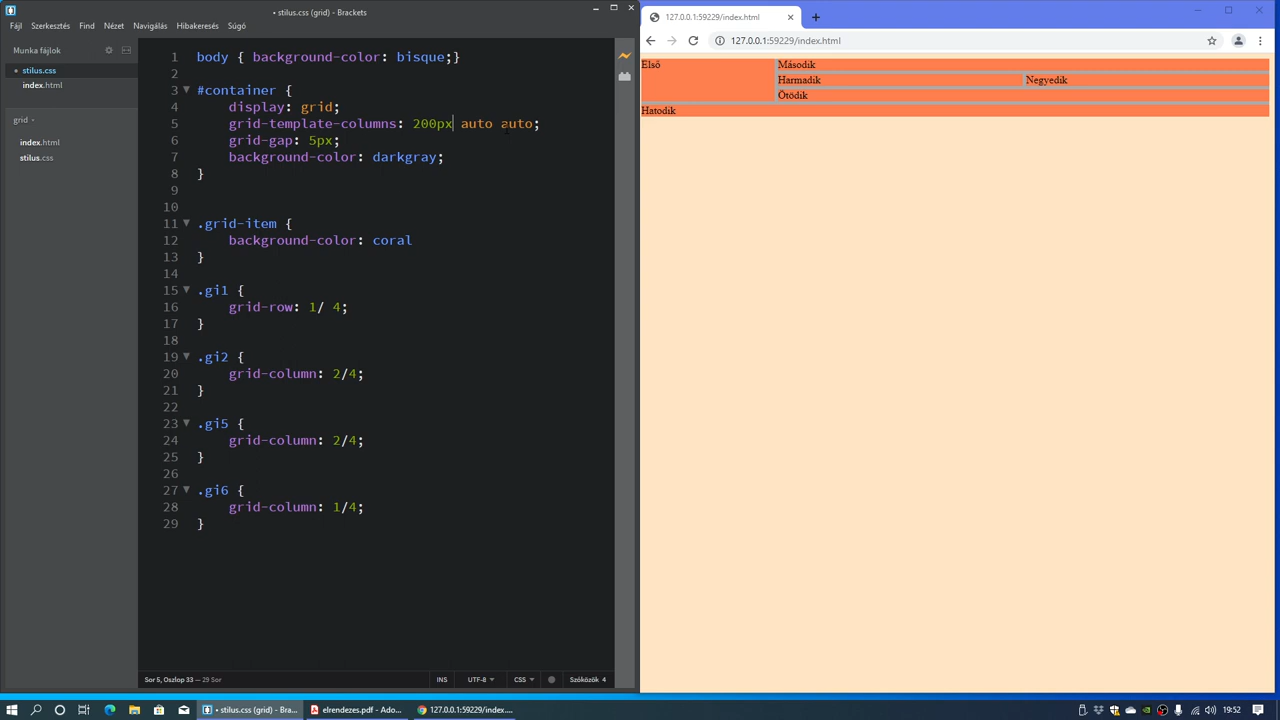 stilus.css (grid) - Brackets
Fájl Szerkesztés Find Nézet Navigálás Hibakeresés Súgó
Munka fájlok
stilus.css
index.html
grid
index.html
stilus.css
1 body { background-color: bisque;}
2
3 #container {
4 display: grid;
5 grid-template-columns: 200px auto auto;
6 grid-gap: 5px;
7 background-color: darkgray;
8 }
9
10
11 .grid-item {
12 background-color: coral
13 }
14
15 .gi1 {
16 grid-row: 1/ 4;
17 }
18
19 .gi2 {
20 grid-column: 2/4;
21 }
22
23 .gi5 {
24 grid-column: 2/4;
25 }
26
27 .gi6 {
28 grid-column: 1/4;
29 }
Sor 5, Oszlop 33 — 29 Sor INS UTF-8 CSS Szóközök 4
127.0.0.1:59229/index.html
127.0.0.1:59229/index.html
Első Második
Harmadik Negyedik
Ötödik
Hatodik
• stilus.css (grid) - Bra... elrendezes.pdf - Ado... 127.0.0.1:59229/inde... 19:52